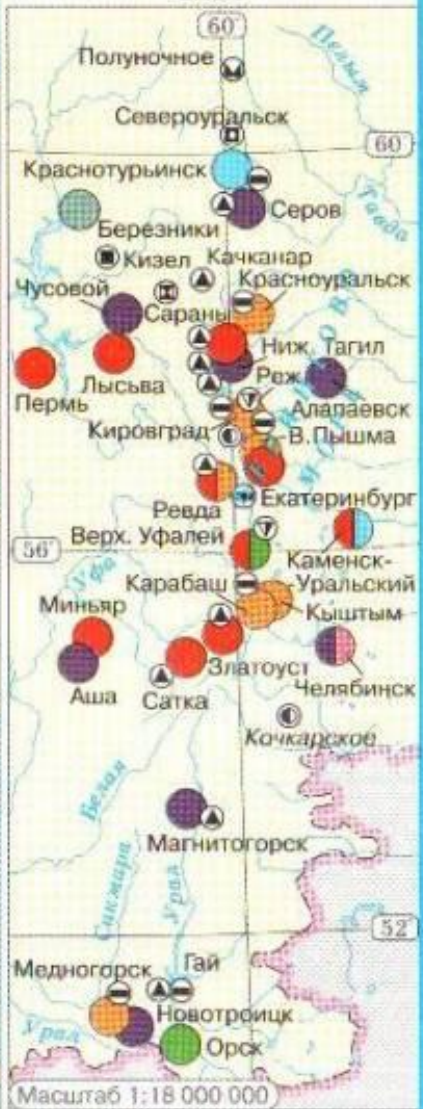 60°
Полуночное
Пелым
Североуральск
60°
Краснотурьинск
Серов
Тавда
Березники
Кизел
Качканар
Красноуральск
Чусовой
Сараны
Ниж. Тагил
Лысьва
Реж
Пермь
Алапаевск
Кировград
В.Пышма
Екатеринбург
Ревда
Верх. Уфалей
56°
Каменск-
Уральский
Уфа
Карабаш
Миньяр
Кыштым
Златоуст
Челябинск
Аша
Сатка
Кочкарское
Белая
Магнитогорск
Сакмара
Урал
52°
Медногорск
Гай
Новотроицк
Урал
Орск
Масштаб 1:18 000 000